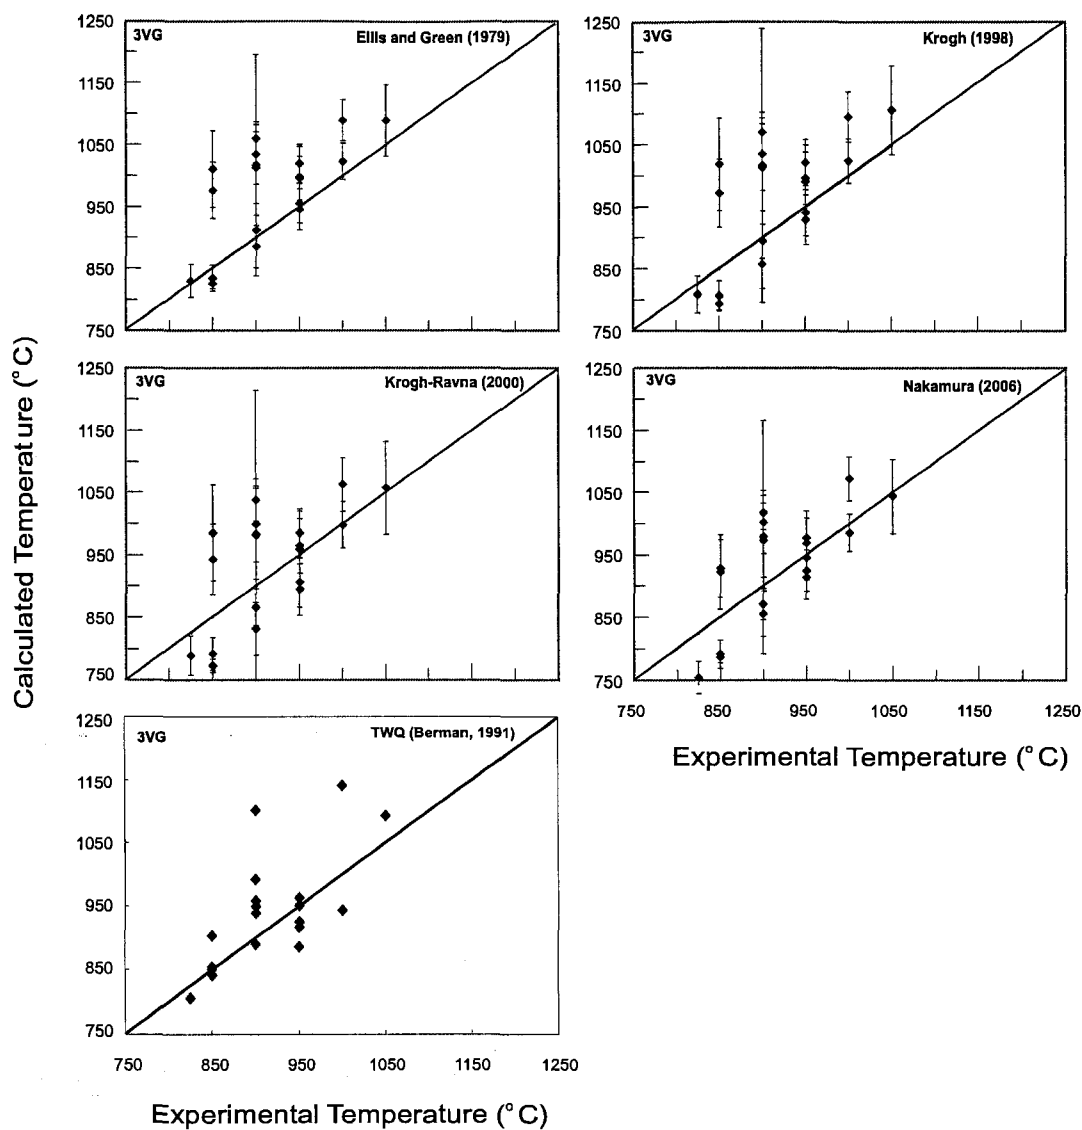 3VG
Ellis and Green (1979)
1250
1150
1050
950
850
750
3VG
Krogh (1998)
1250
1150
1050
950
850
750
Calculated Temperature (°C)
3VG
Krogh-Ravna (2000)
1250
1150
1050
950
850
750
3VG
Nakamura (2006)
1250
1150
1050
950
850
750
750 850 950 1050 1150 1250
Experimental Temperature (°C)
3VG
TWQ (Berman, 1991)
1250
1150
1050
950
850
750
750 850 950 1050 1150 1250
Experimental Temperature (°C)